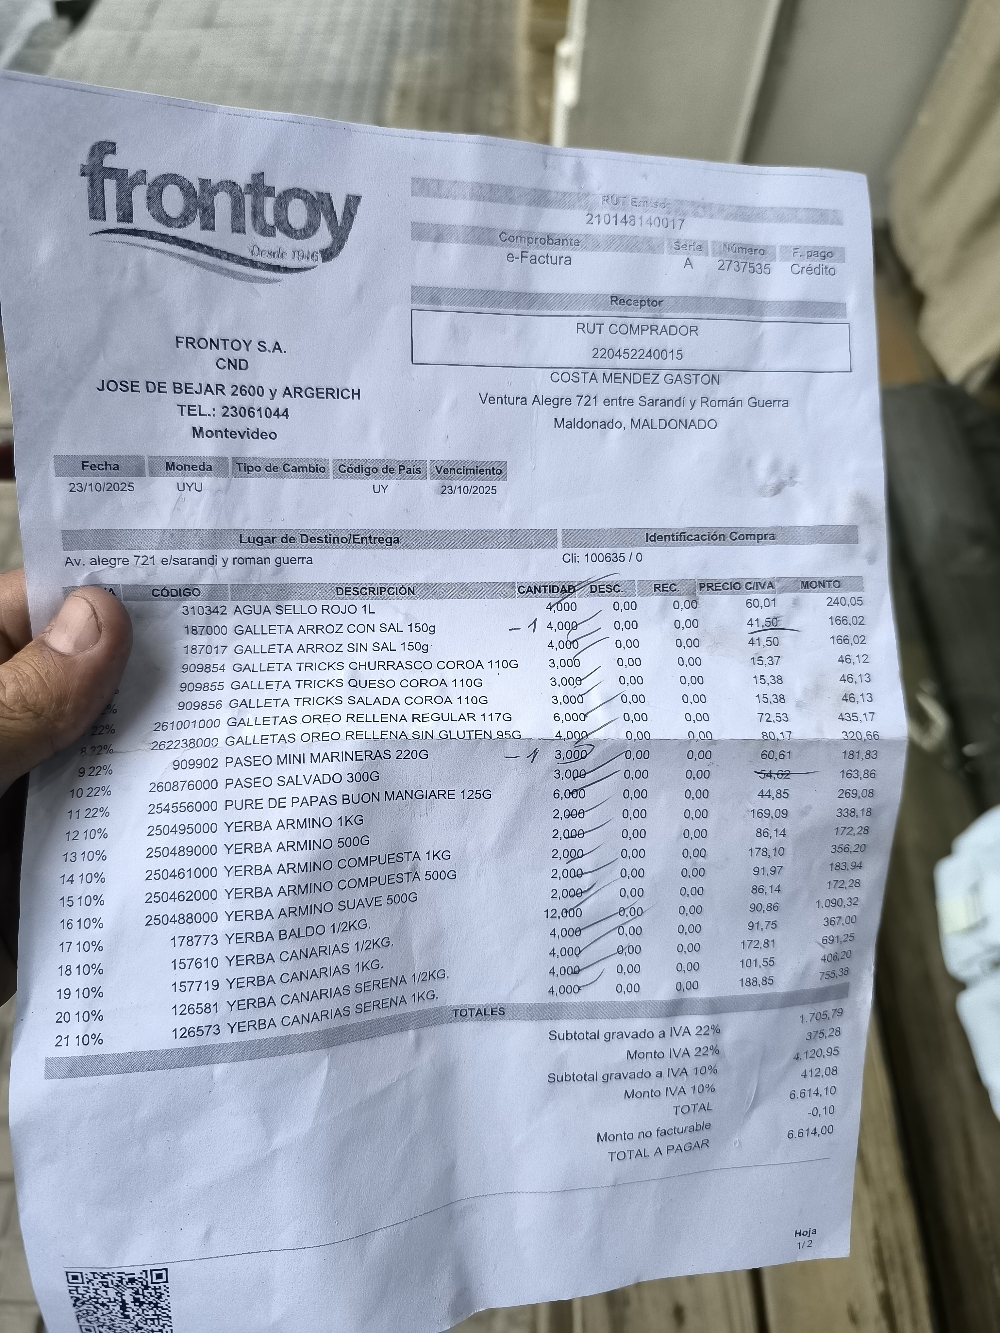 frontoy
Desde 1946
RUT Emisor
210148140017
Comprobante Serie Número F. pago
e-Factura A 2737535 Crédito
Receptor
RUT COMPRADOR
220452240015
COSTA MENDEZ GASTON
Ventura Alegre 721 entre Sarandí y Román Guerra
Maldonado, MALDONADO
FRONTOY S.A.
CND
JOSE DE BEJAR 2600 y ARGERICH
TEL.: 23061044
Montevideo
Fecha Moneda Tipo de Cambio Código de País Vencimiento
23/10/2025 UYU UY 23/10/2025
Lugar de Destino/Entrega Identificación Compra
Av. alegre 721 e/sarandi y roman guerra Cli: 100635 / 0
CÓDIGO DESCRIPCIÓN CANTIDAD DESC. REC. PRECIO C/IVA MONTO
310342 AGUA SELLO ROJO 1L 4,000 0,00 0,00 60,01 240,05
187000 GALLETA ARROZ CON SAL 150g -1 4,000 0,00 0,00 41,50 166,02
187017 GALLETA ARROZ SIN SAL 150g 4,000 0,00 0,00 41,50 166,02
909854 GALLETA TRICKS CHURRASCO COROA 110G 3,000 0,00 0,00 15,37 46,12
909855 GALLETA TRICKS QUESO COROA 110G 3,000 0,00 0,00 15,38 46,13
909856 GALLETA TRICKS SALADA COROA 110G 3,000 0,00 0,00 15,38 46,13
22% 261001000 GALLETAS OREO RELLENA REGULAR 117G 6,000 0,00 0,00 72,53 435,17
8 22% 262238000 GALLETAS OREO RELLENA SIN GLUTEN 95G 4,000 0,00 0,00 80,17 320,66
9 22% 909902 PASEO MINI MARINERAS 220G -1 3,000 0,00 0,00 60,61 181,83
10 22% 260876000 PASEO SALVADO 300G 3,000 0,00 0,00 54,62 163,86
11 22% 254556000 PURE DE PAPAS BUON MANGIARE 125G 6,000 0,00 0,00 44,85 269,08
12 10% 250495000 YERBA ARMINO 1KG 2,000 0,00 0,00 169,09 338,18
13 10% 250489000 YERBA ARMINO 500G 2,000 0,00 0,00 86,14 172,28
14 10% 250461000 YERBA ARMINO COMPUESTA 1KG 2,000 0,00 0,00 178,10 356,20
15 10% 250462000 YERBA ARMINO COMPUESTA 500G 2,000 0,00 0,00 91,97 183,94
16 10% 250488000 YERBA ARMINO SUAVE 500G 2,000 0,00 0,00 86,14 172,28
17 10% 178773 YERBA BALDO 1/2KG. 12,000 0,00 0,00 90,86 1.090,32
18 10% 157610 YERBA CANARIAS 1/2KG. 4,000 0,00 0,00 91,75 367,00
19 10% 157719 YERBA CANARIAS 1KG. 4,000 0,00 0,00 172,81 691,25
20 10% 126581 YERBA CANARIAS SERENA 1/2KG. 4,000 0,00 0,00 101,55 406,20
21 10% 126573 YERBA CANARIAS SERENA 1KG. 4,000 0,00 0,00 188,85 755,38
TOTALES
Subtotal gravado a IVA 22% 1.705,79
Monto IVA 22% 375,28
Subtotal gravado a IVA 10% 4.120,95
Monto IVA 10% 412,08
TOTAL 6.614,10
Monto no facturable -0,10
TOTAL A PAGAR 6.614,00
Hoja
1/2